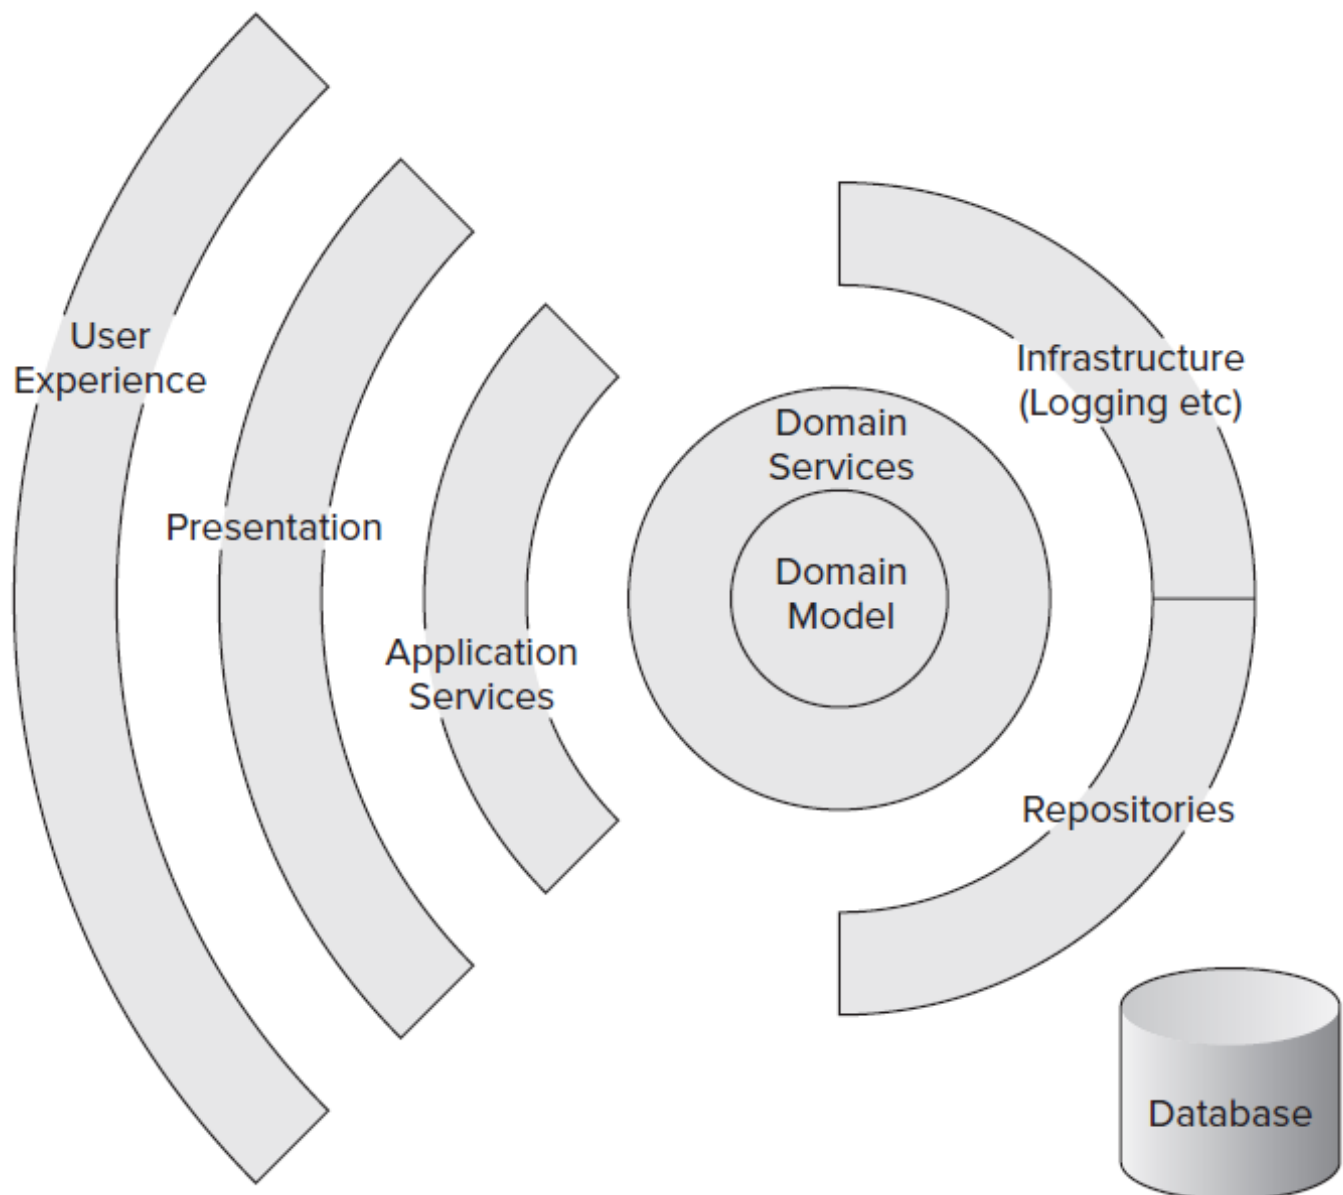 User
Experience
Presentation
Application
Services
Domain
Services
Domain
Model
Infrastructure
(Logging etc)
Repositories
Database